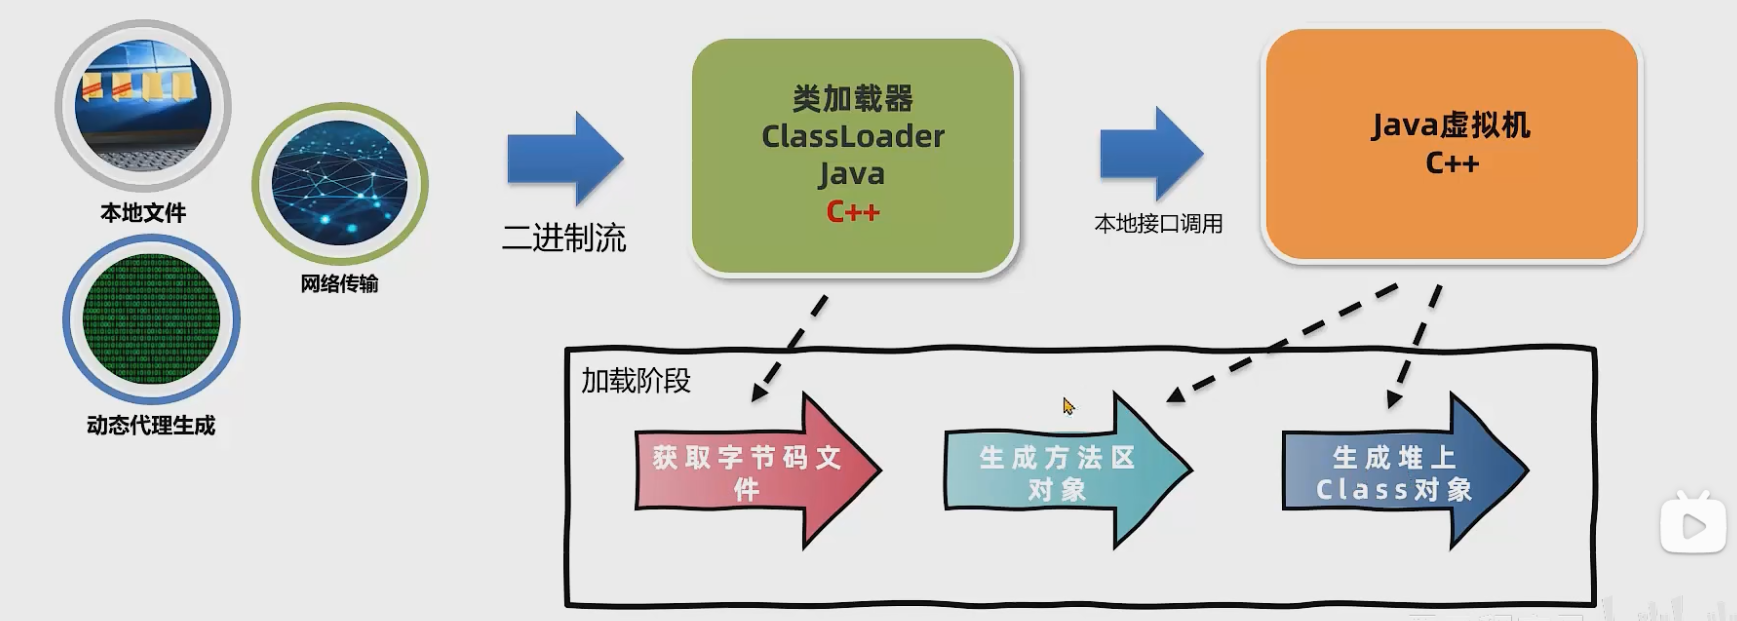 本地文件
网络传输
动态代理生成
二进制流
类加载器
ClassLoader
Java
C++
本地接口调用
Java虚拟机
C++
加载阶段
获取字节码文
件
生成方法区
对象
生成堆上
Class对象